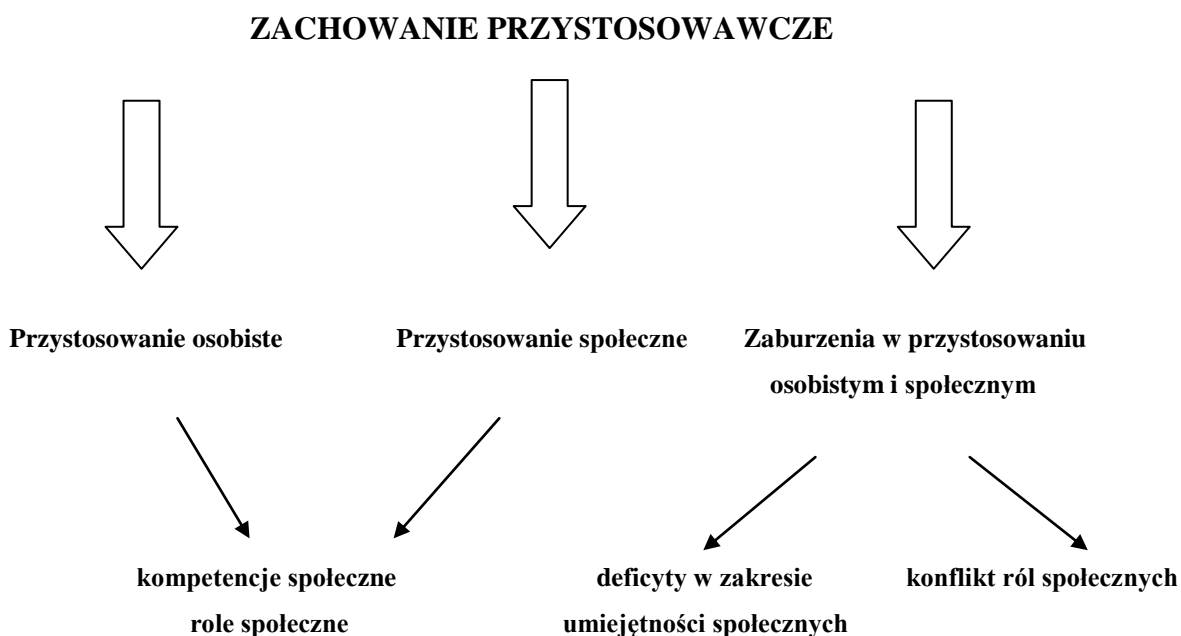 ZACHOWANIE PRZYSTOSOWAWCZE
Przystosowanie osobiste
Przystosowanie społeczne
Zaburzenia w przystosowaniu
osobistym i społecznym
kompetencje społeczne
role społeczne
deficyty w zakresie
umiejętności społecznych
konflikt ról społecznych